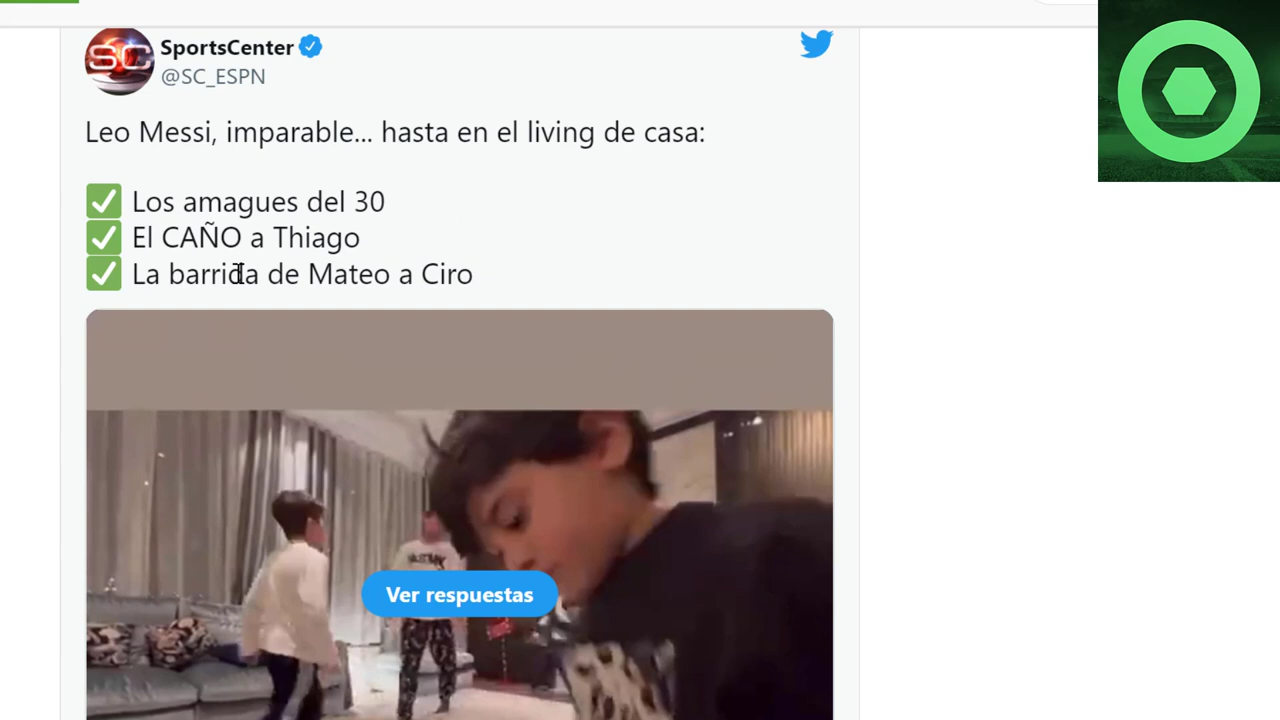 SC
SportsCenter
@SC_ESPN
Leo Messi, imparable... hasta en el living de casa:
✅ Los amagues del 30
✅ El CAÑO a Thiago
✅ La barrida de Mateo a Ciro
Ver respuestas